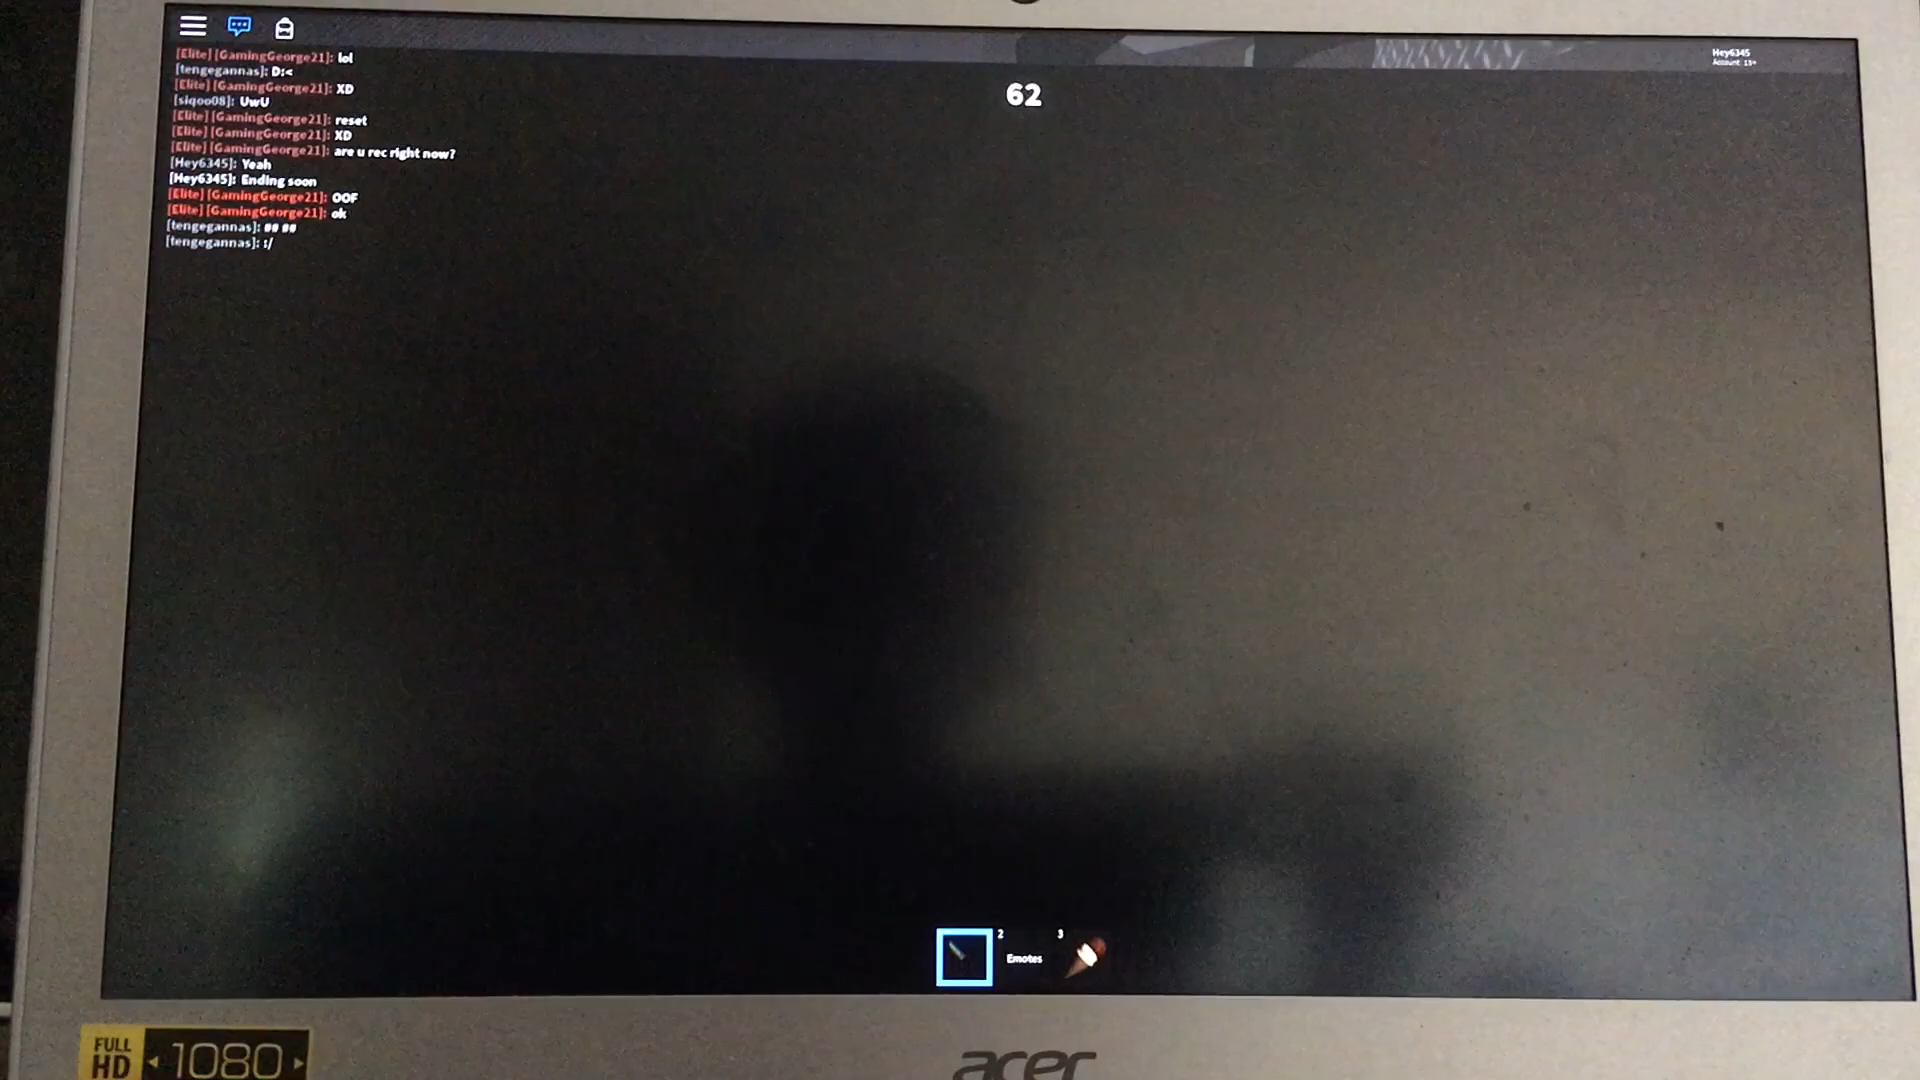 [Elite] [GamingGeorge21]: lol
[tengegannas]: D:<
[Elite] [GamingGeorge21]: XD
[siqoo08]: UwU
[Elite] [GamingGeorge21]: reset
[Elite] [GamingGeorge21]: XD
[Elite] [GamingGeorge21]: are u rec right now?
[Hey6345]: Yeah
[Hey6345]: Ending soon
[Elite] [GamingGeorge21]: OOF
[Elite] [GamingGeorge21]: ok
[tengegannas]: ## ##
[tengegannas]: :/
Hey6345
Account: 13+
62
2
Emotes
3
FULL HD 1080
acer